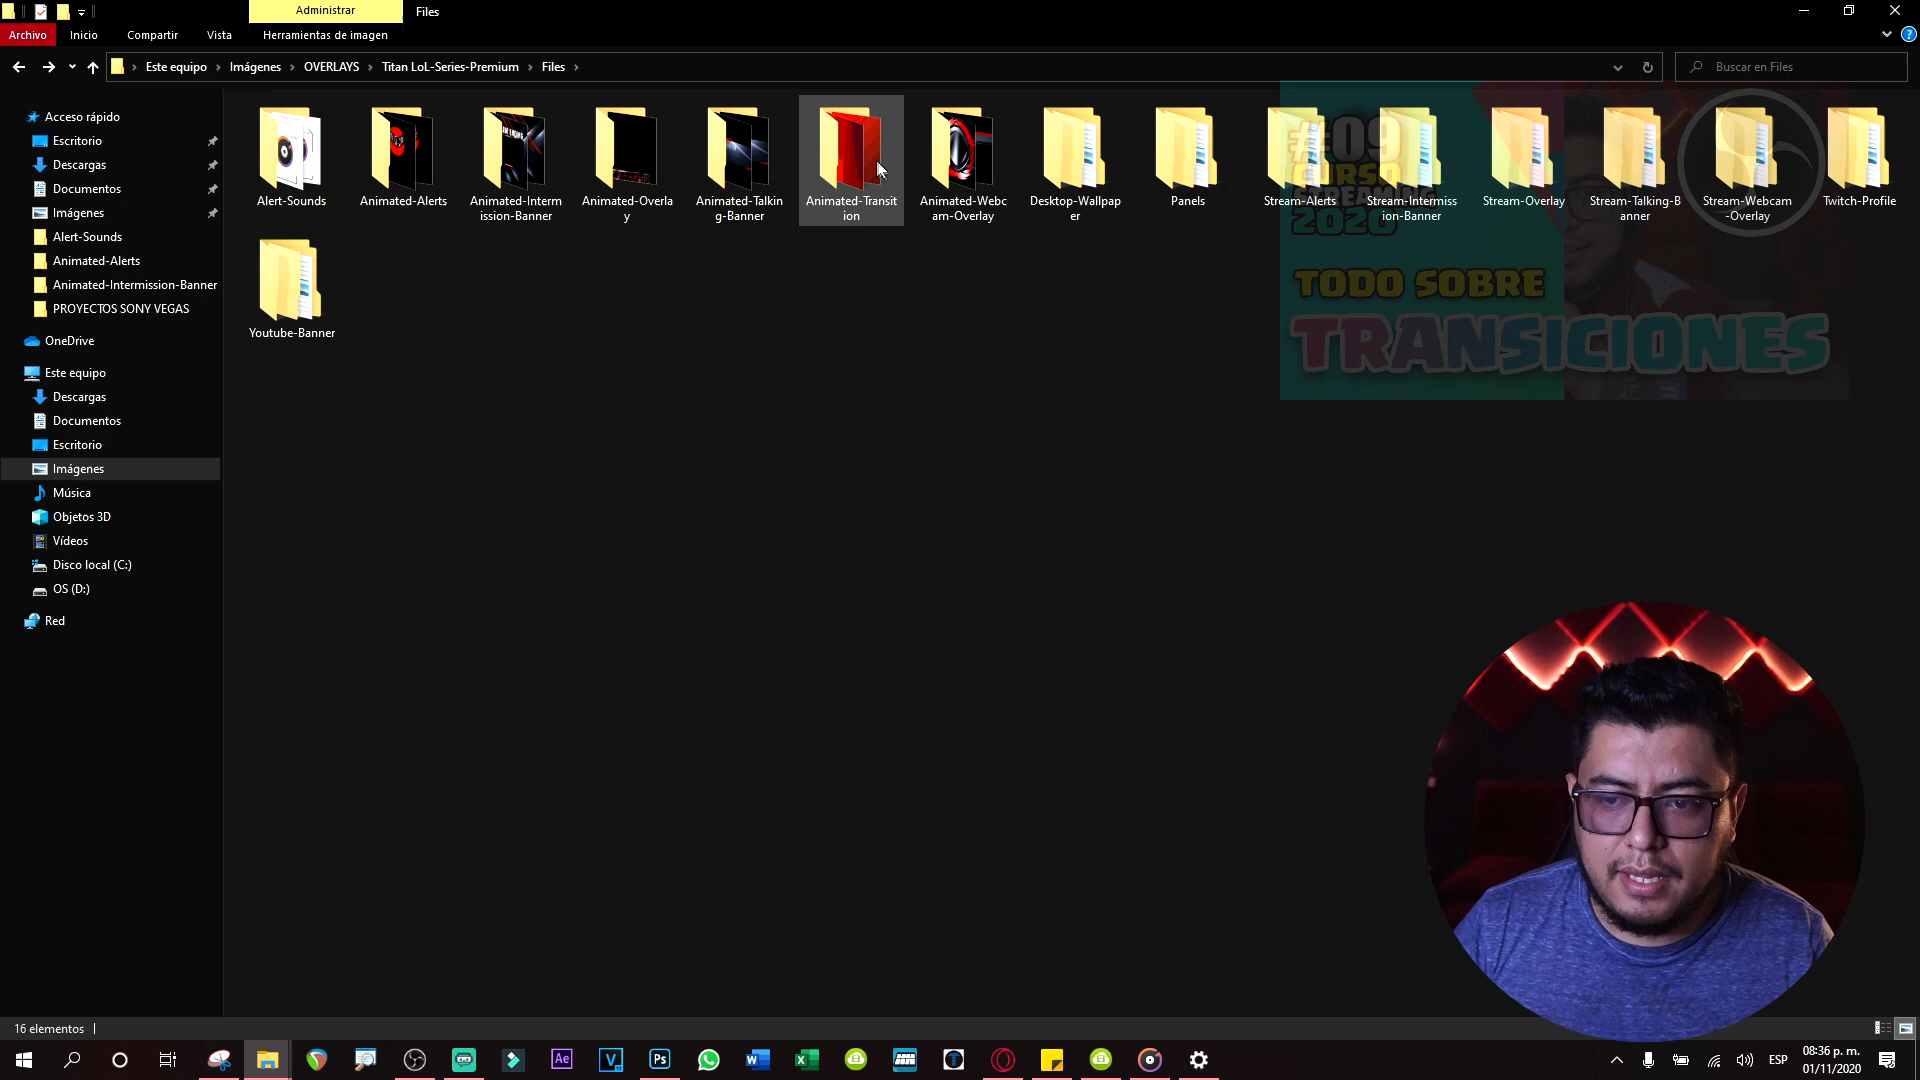 Administrar
Files
Archivo
Inicio
Compartir
Vista
Herramientas de imagen
Este equipo
Imágenes
OVERLAYS
Titan LoL-Series-Premium
Files
Buscar en Files
Acceso rápido
Escritorio
Descargas
Documentos
Imágenes
Alert-Sounds
Animated-Alerts
Animated-Intermission-Banner
PROYECTOS SONY VEGAS
OneDrive
Este equipo
Descargas
Documentos
Escritorio
Imágenes
Música
Objetos 3D
Vídeos
Disco local (C:)
OS (D:)
Red
Alert-Sounds
Animated-Alerts
Animated-Interm
ission-Banner
Animated-Overla
y
Animated-Talkin
g-Banner
Animated-Transit
ion
Animated-Webc
am-Overlay
Desktop-Wallpap
er
Panels
Stream-Alerts
Stream-Intermiss
ion-Banner
Stream-Overlay
Stream-Talking-B
anner
Stream-Webcam
-Overlay
Twitch-Profile
Youtube-Banner
#09
CURSO
STREAMING
2020
TODO SOBRE
TRANSICIONES
16 elementos
Ae
V
Ps
ESP
08:36 p. m.
01/11/2020